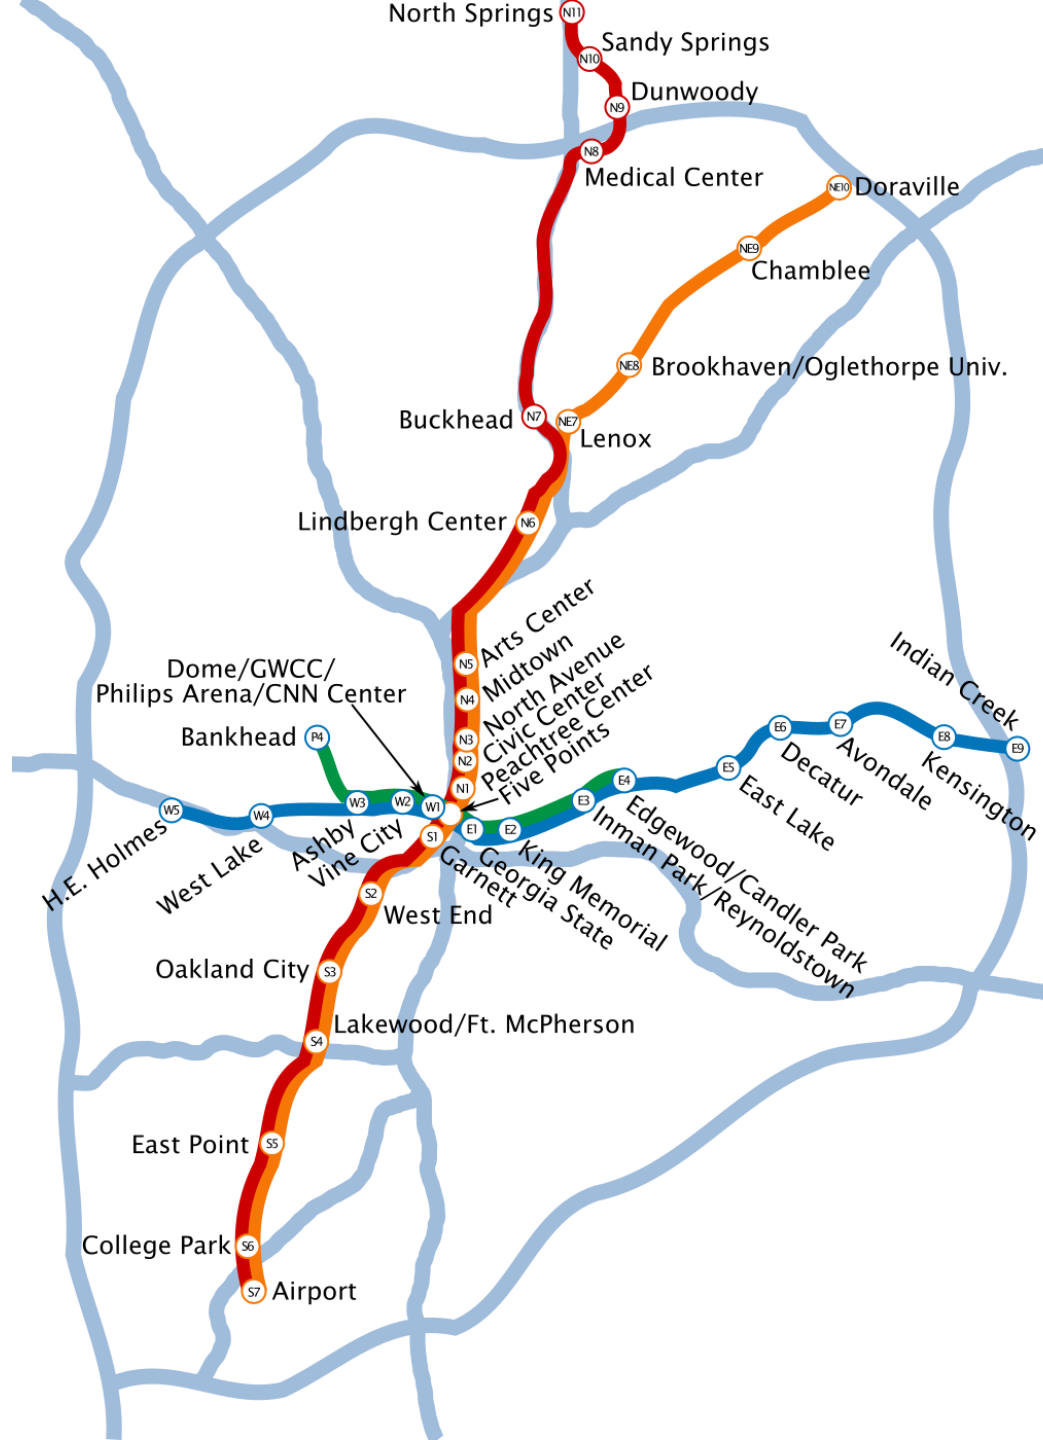 North Springs
N11
Sandy Springs
N10
Dunwoody
N9
N8
Medical Center
NE10
Doraville
NE9
Chamble​e
NE8
Brookhaven/Oglethorpe Univ.
Buckhead
N7
NE7
Lenox
Lindbergh Center
N6
N5
Arts Center
N4
Midtown
N3
North Avenue
N2
Civic Center
N1
Peachtree Center
Five Points
Dome/GWCC/
Philips Arena/CNN Center
Bankhead
P4
W5
H.E. Holmes
W4
West Lake
W3
Ashby
W2
Vine City
W1
E1
Georgia State
E2
King Memorial
E3
Inman Park/Reynoldstown
E4
Edgewood/Candler Park
E5
East Lake
E6
Decatur
E7
Avondale
E8
Kensington
Indian Creek
E9
S1
Garnett
S2
West End
Oakland City
S3
Lakewood/Ft. McPherson
S4
East Point
S5
College Park
S6
S7
Airport